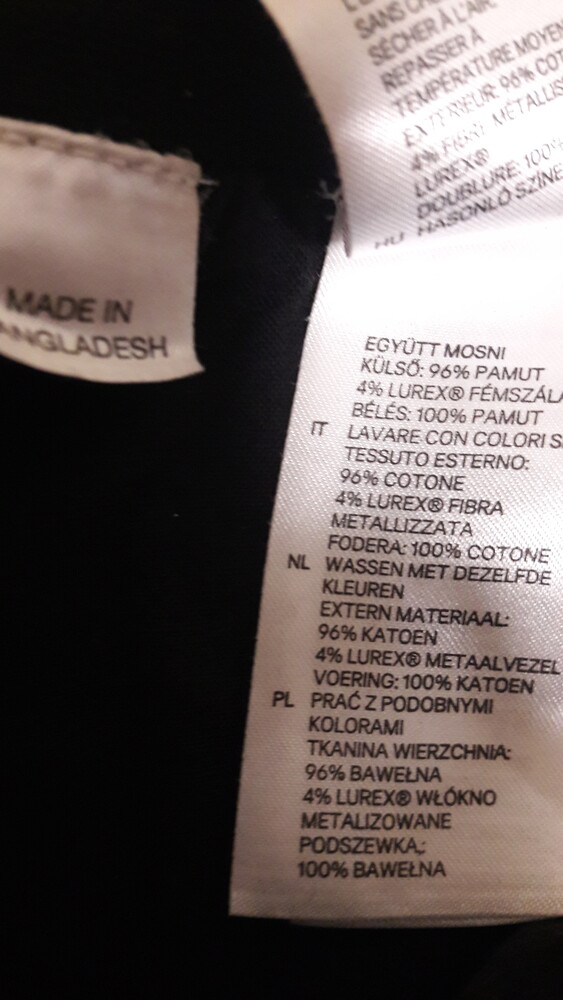 SANS
SÉCHER À L'AIR
REPASSER À
TEMPÉRATURE MOYEN
EXTÉRIEUR: 96% COT
4% FIBRE MÉTALLIS
LUREX®
DOUBLURE: 100%
HU HASONLÓ SZÍNE
MADE IN
ANGLADESH
EGYÜTT MOSNI
KÜLSŐ: 96% PAMUT
4% LUREX® FÉMSZÁLA
BÉLÉS: 100% PAMUT
IT LAVARE CON COLORI S
TESSUTO ESTERNO:
96% COTONE
4% LUREX® FIBRA
METALLIZZATA
FODERA: 100% COTONE
NL WASSEN MET DEZELFDE
KLEUREN
EXTERN MATERIAAL:
96% KATOEN
4% LUREX® METAALVEZEL
VOERING: 100% KATOEN
PL PRAĆ Z PODOBNYMI
KOLORAMI
TKANINA WIERZCHNIA:
96% BAWEŁNA
4% LUREX® WŁÓKNO
METALIZOWANE
PODSZEWKA,:
100% BAWEŁNA